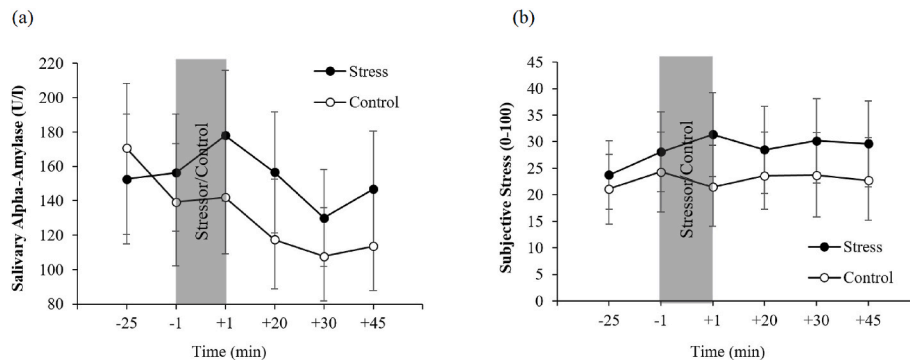 (a)
220
200
180
160
140
120
100
80
Salivary Alpha-Amylase (U/I)
Stressor/Control
Stress
Control
-25 -1 +1 +20 +30 +45
Time (min)
(b)
45
40
35
30
25
20
15
10
5
0
Subjective Stress (0-100)
Stressor/Control
Stress
Control
-25 -1 +1 +20 +30 +45
Time (min)